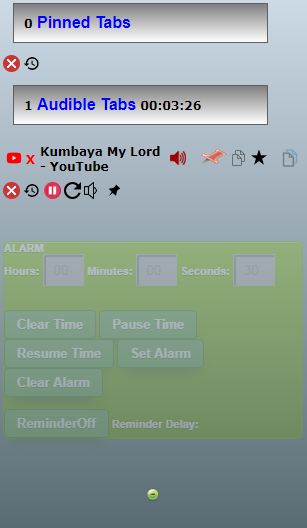 0 Pinned Tabs
1 Audible Tabs 00:03:26
x Kumbaya My Lord
- YouTube
ALARM
Hours: 00 Minutes: 00 Seconds: 30
Clear Time Pause Time
Resume Time Set Alarm
Clear Alarm
ReminderOff Reminder Delay: